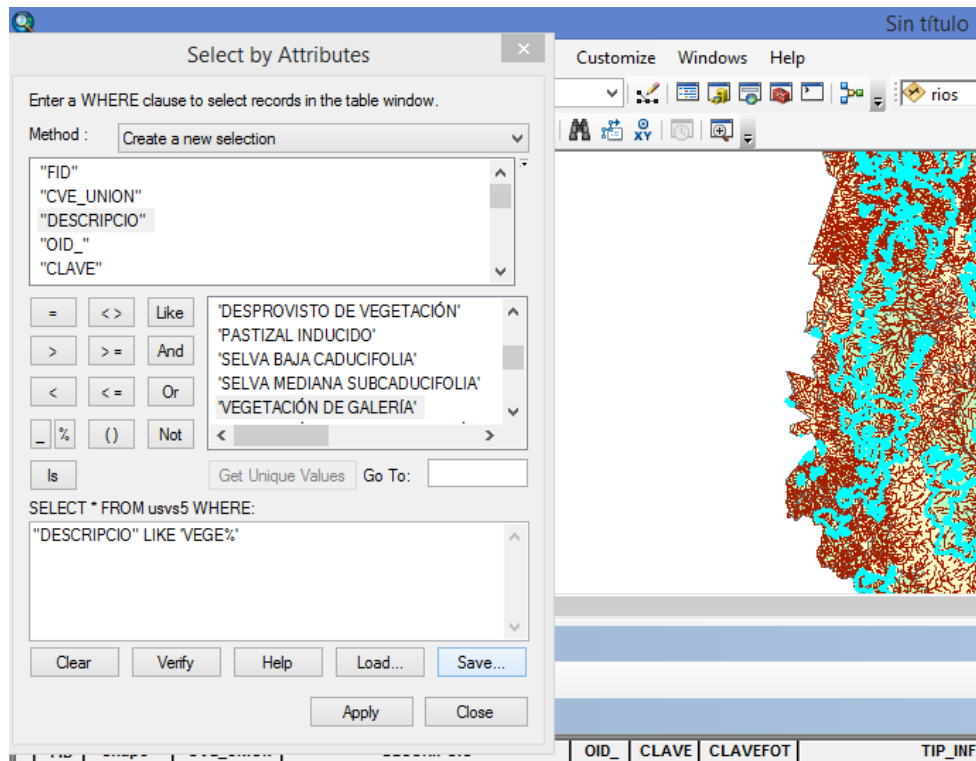 Sin título
Select by Attributes
Customize Windows Help
Enter a WHERE clause to select records in the table window.
rios
Method : Create a new selection
"FID"
"CVE_UNION"
"DESCRIPCIO"
"OID_"
"CLAVE"
= < > Like
> > = And
< < = Or
_ % ( ) Not
Is
'DESPROVISTO DE VEGETACIÓN'
'PASTIZAL INDUCIDO'
'SELVA BAJA CADUCIFOLIA'
'SELVA MEDIANA SUBCADUCIFOLIA'
'VEGETACIÓN DE GALERÍA'
Get Unique Values Go To:
SELECT * FROM usvs5 WHERE:
"DESCRIPCIO" LIKE 'VEGE%'
Clear Verify Help Load... Save...
Apply Close
OID_ CLAVE CLAVEFOT TIP_INF